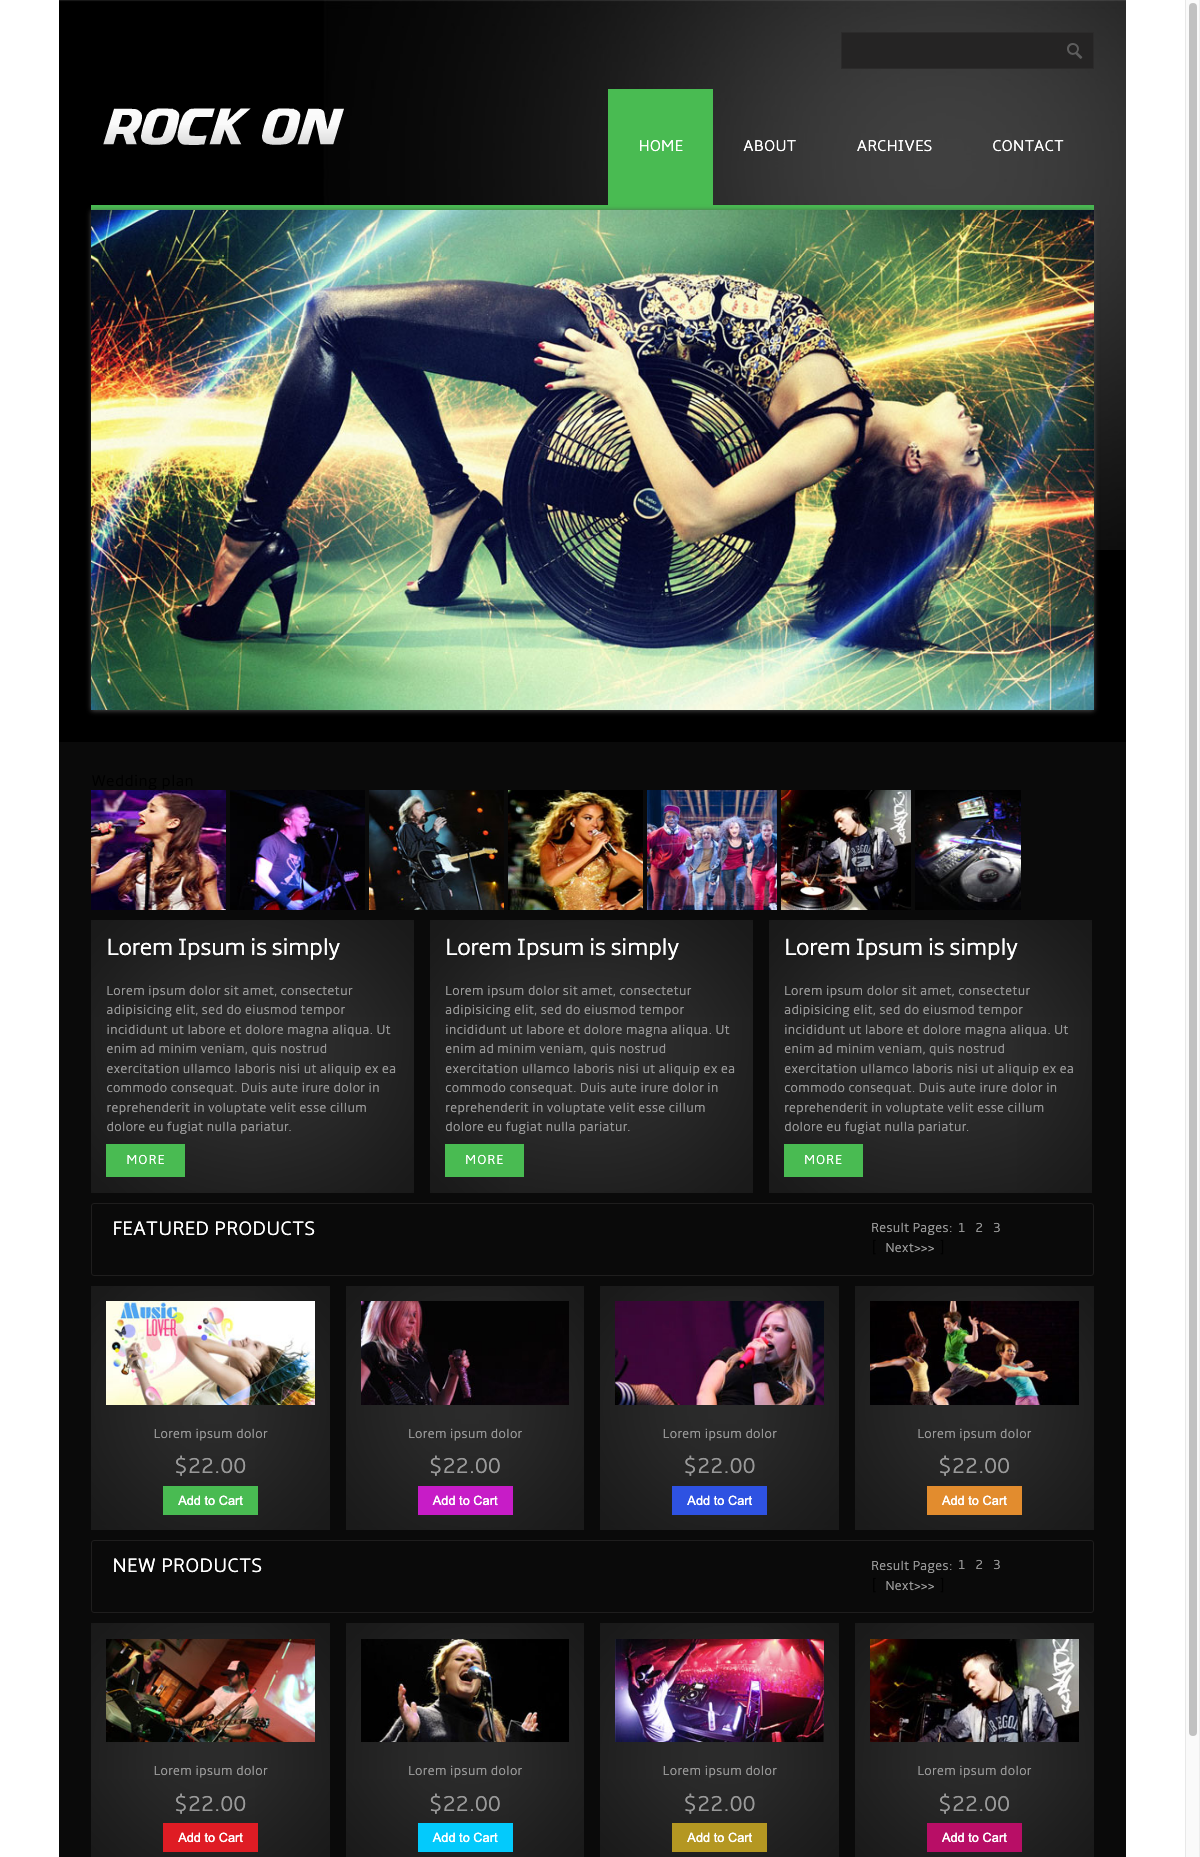 ROCK ON
HOME ABOUT ARCHIVES CONTACT
Wedding plan
Lorem Ipsum is simply
Lorem ipsum dolor sit amet, consectetur
adipisicing elit, sed do eiusmod tempor
incididunt ut labore et dolore magna aliqua. Ut
enim ad minim veniam, quis nostrud
exercitation ullamco laboris nisi ut aliquip ex ea
commodo consequat. Duis aute irure dolor in
reprehenderit in voluptate velit esse cillum
dolore eu fugiat nulla pariatur.
MORE
Lorem Ipsum is simply
Lorem ipsum dolor sit amet, consectetur
adipisicing elit, sed do eiusmod tempor
incididunt ut labore et dolore magna aliqua. Ut
enim ad minim veniam, quis nostrud
exercitation ullamco laboris nisi ut aliquip ex ea
commodo consequat. Duis aute irure dolor in
reprehenderit in voluptate velit esse cillum
dolore eu fugiat nulla pariatur.
MORE
Lorem Ipsum is simply
Lorem ipsum dolor sit amet, consectetur
adipisicing elit, sed do eiusmod tempor
incididunt ut labore et dolore magna aliqua. Ut
enim ad minim veniam, quis nostrud
exercitation ullamco laboris nisi ut aliquip ex ea
commodo consequat. Duis aute irure dolor in
reprehenderit in voluptate velit esse cillum
dolore eu fugiat nulla pariatur.
MORE
FEATURED PRODUCTS
Result Pages: 1 2 3
Next>>>
Music
LOVER
Lorem ipsum dolor
$22.00
Add to Cart
Lorem ipsum dolor
$22.00
Add to Cart
Lorem ipsum dolor
$22.00
Add to Cart
Lorem ipsum dolor
$22.00
Add to Cart
NEW PRODUCTS
Result Pages: 1 2 3
Next>>>
Lorem ipsum dolor
$22.00
Add to Cart
Lorem ipsum dolor
$22.00
Add to Cart
Lorem ipsum dolor
$22.00
Add to Cart
Lorem ipsum dolor
$22.00
Add to Cart